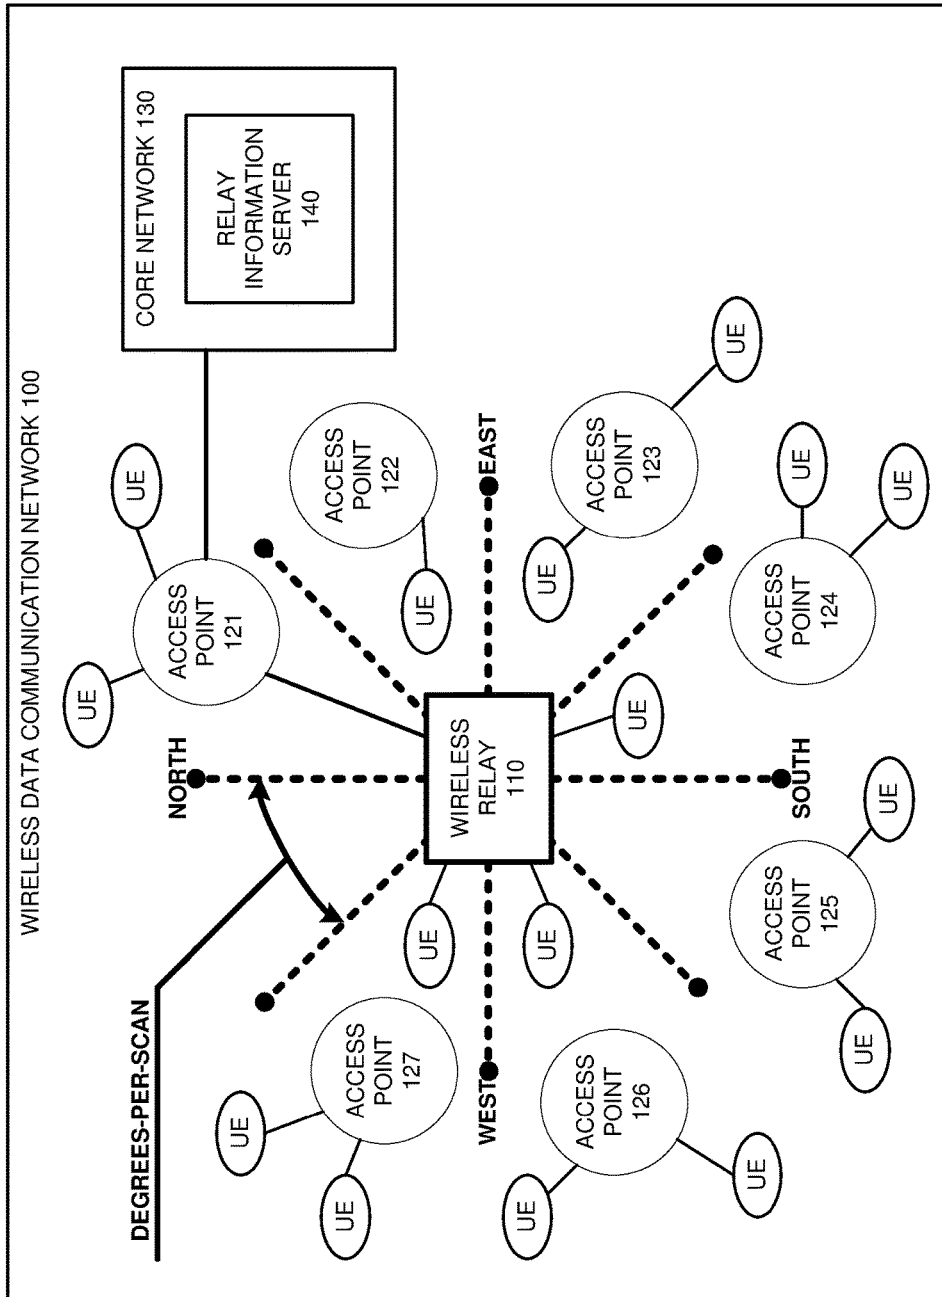 WIRELESS DATA COMMUNICATION NETWORK 100
DEGREES-PER-SCAN
NORTH
UE
UE
ACCESS
POINT
121
CORE NETWORK 130
RELAY
INFORMATION
SERVER
140
UE
UE
ACCESS
POINT
127
UE
ACCESS
POINT
122
UE
WEST
UE
WIRELESS
RELAY
110
EAST
UE
UE
UE
ACCESS
POINT
126
UE
UE
ACCESS
POINT
123
UE
SOUTH
ACCESS
POINT
125
UE
UE
ACCESS
POINT
124
UE
UE